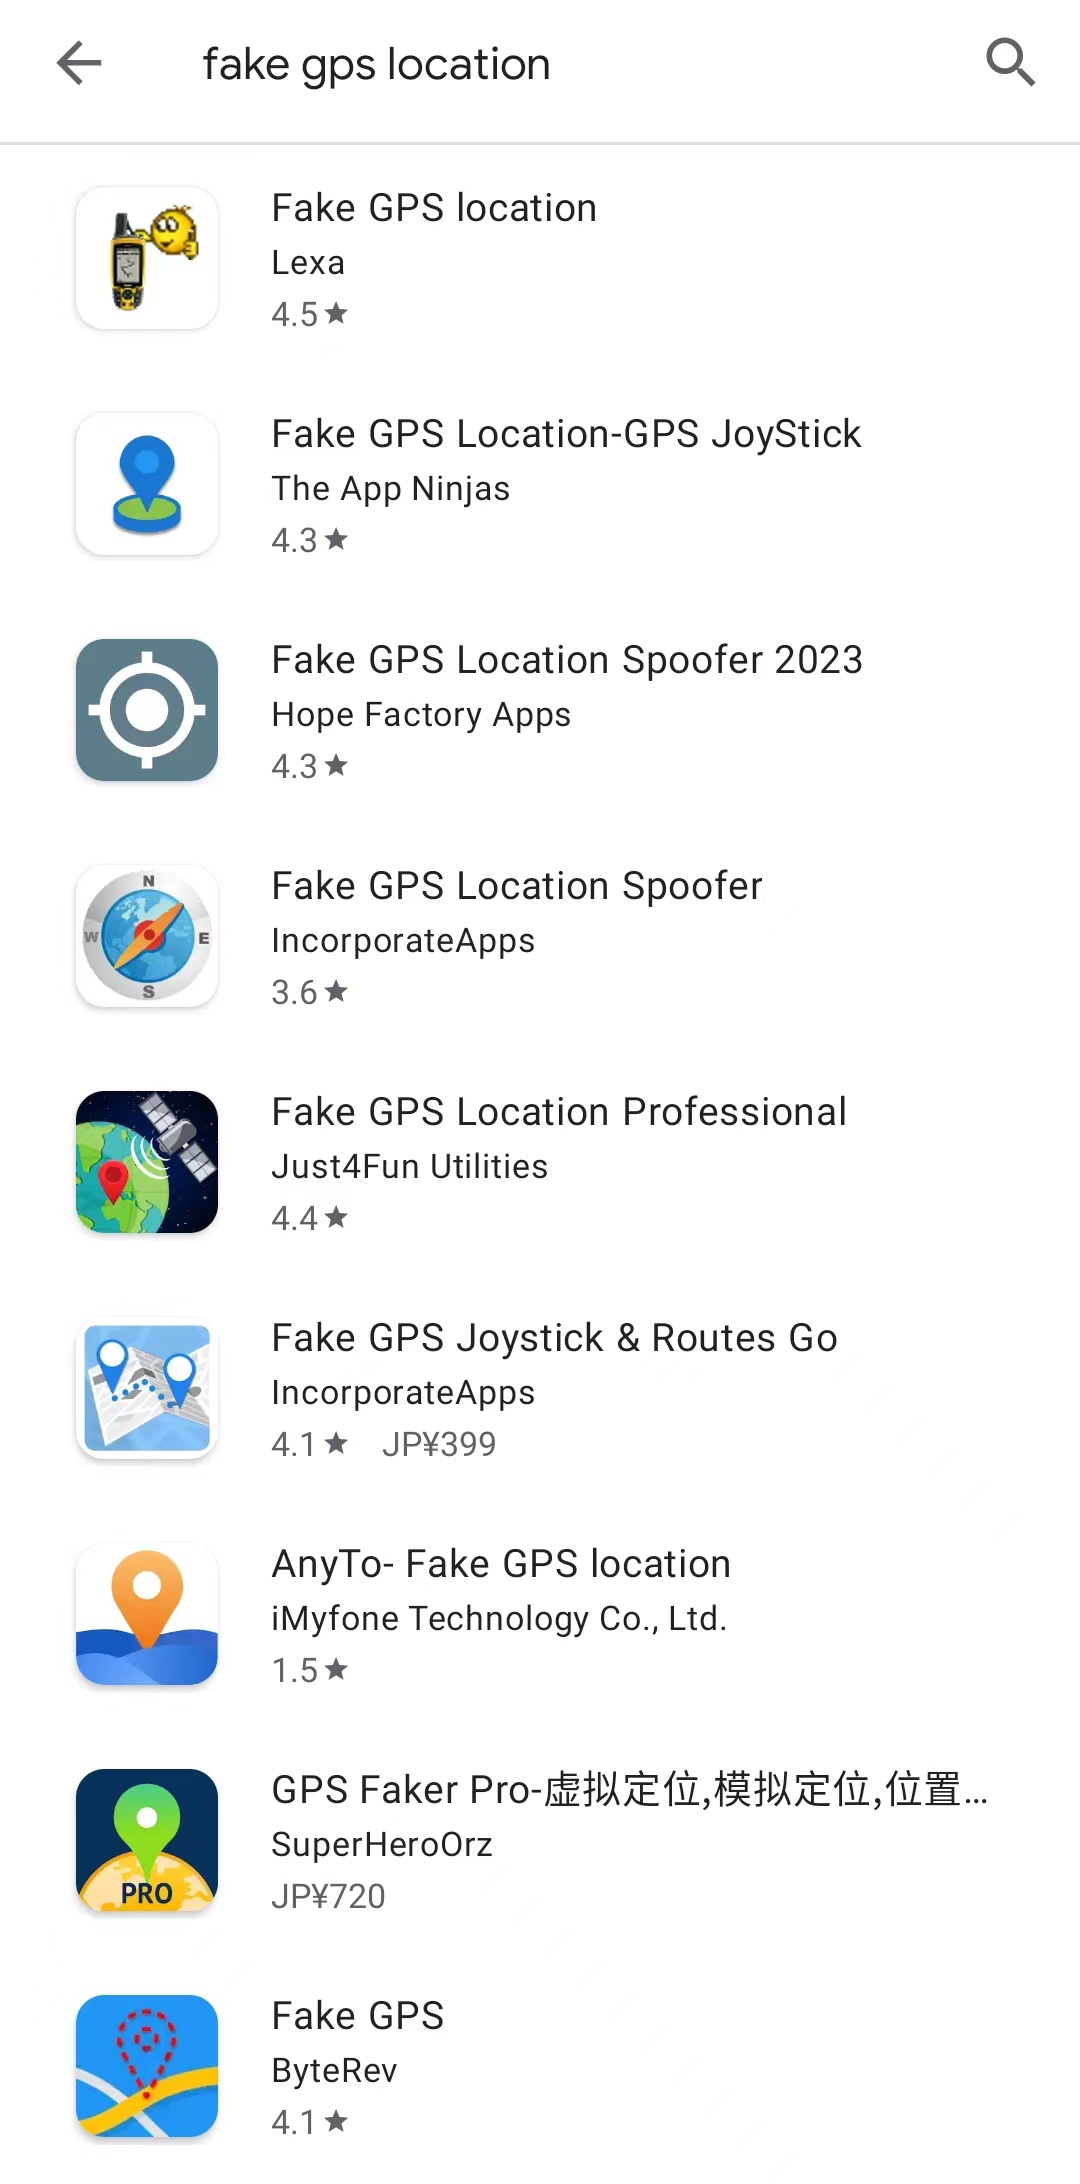 fake gps location
Fake GPS location
Lexa
4.5★
Fake GPS Location-GPS JoyStick
The App Ninjas
4.3★
Fake GPS Location Spoofer 2023
Hope Factory Apps
4.3★
N
W E
S
Fake GPS Location Spoofer
IncorporateApps
3.6★
Fake GPS Location Professional
Just4Fun Utilities
4.4★
Fake GPS Joystick & Routes Go
IncorporateApps
4.1★ JP¥399
AnyTo- Fake GPS location
iMyfone Technology Co., Ltd.
1.5★
PRO
GPS Faker Pro-虚拟定位,模拟定位,位置…
SuperHeroOrz
JP¥720
Fake GPS
ByteRev
4.1★